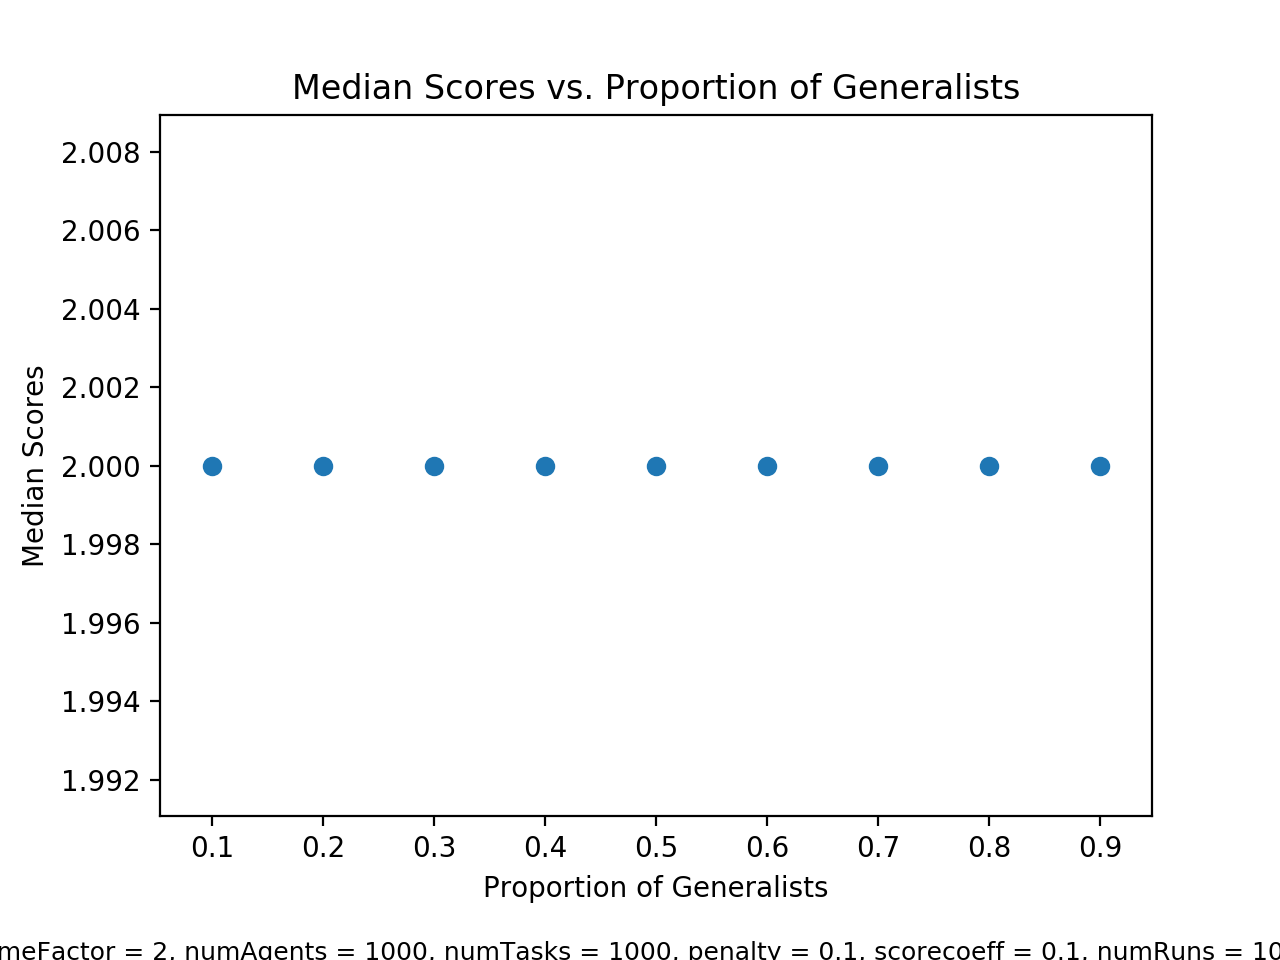 Median Scores vs. Proportion of Generalists
2.008
2.006
2.004
2.002
2.000
1.998
1.996
1.994
1.992
Median Scores
0.1 0.2 0.3 0.4 0.5 0.6 0.7 0.8 0.9
Proportion of Generalists
meFactor = 2, numAgents = 1000, numTasks = 1000, penalty = 0.1, scorecoeff = 0.1, numRuns = 10